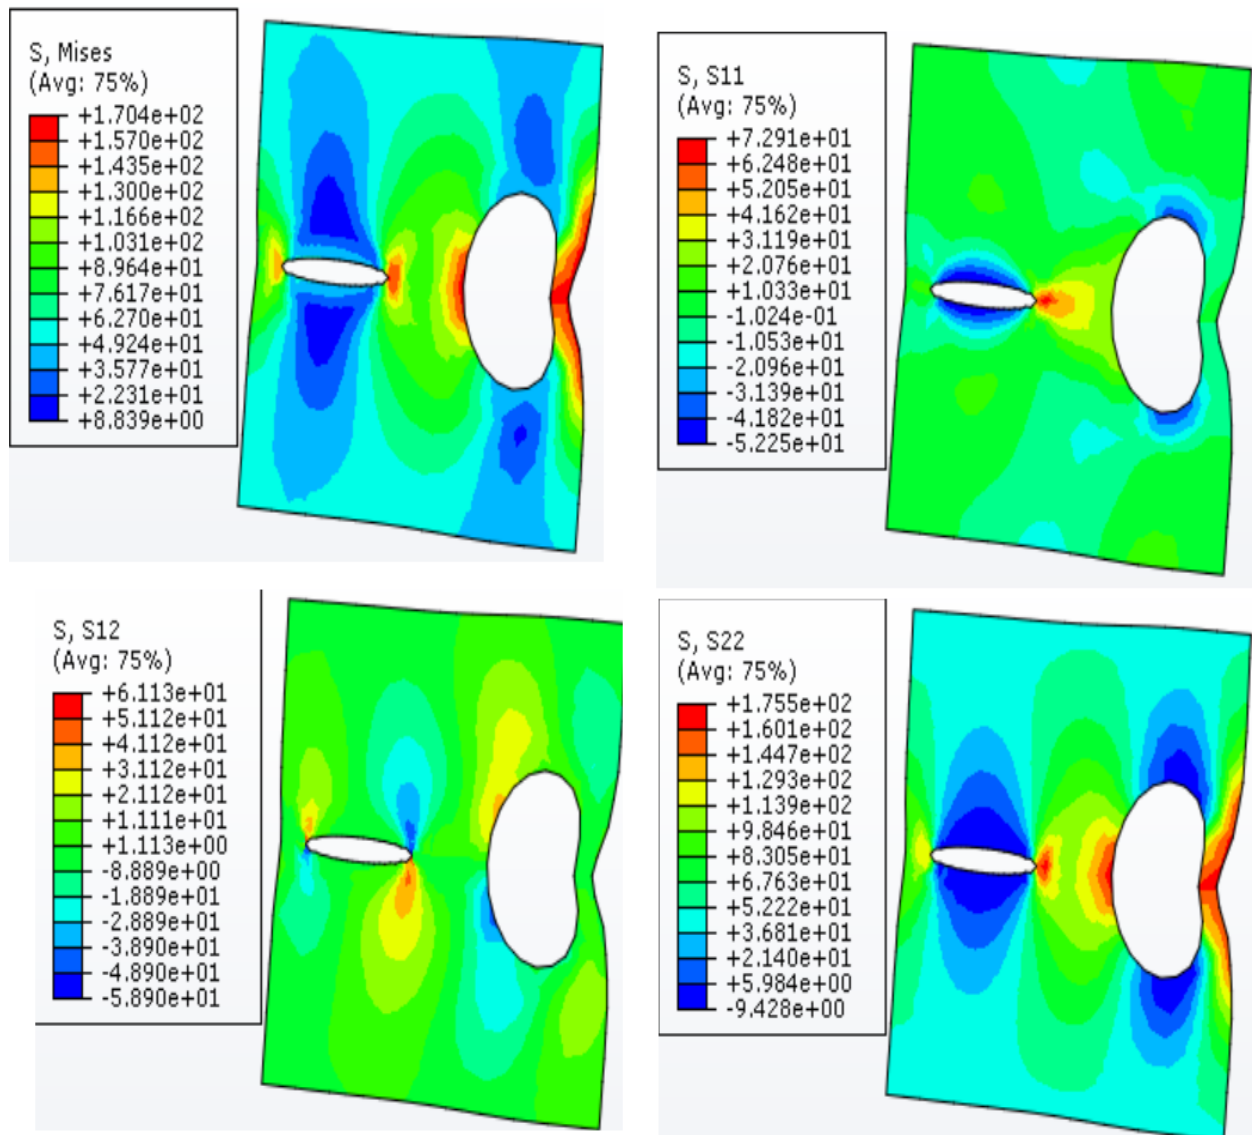 S, Mises
(Avg: 75%)
+1.704e+02
+1.570e+02
+1.435e+02
+1.300e+02
+1.166e+02
+1.031e+02
+8.964e+01
+7.617e+01
+6.270e+01
+4.924e+01
+3.577e+01
+2.231e+01
+8.839e+00
S, S11
(Avg: 75%)
+7.291e+01
+6.248e+01
+5.205e+01
+4.162e+01
+3.119e+01
+2.076e+01
+1.033e+01
-1.024e-01
-1.053e+01
-2.096e+01
-3.139e+01
-4.182e+01
-5.225e+01
S, S12
(Avg: 75%)
+6.113e+01
+5.112e+01
+4.112e+01
+3.112e+01
+2.112e+01
+1.111e+01
+1.113e+00
-8.889e+00
-1.889e+01
-2.889e+01
-3.890e+01
-4.890e+01
-5.890e+01
S, S22
(Avg: 75%)
+1.755e+02
+1.601e+02
+1.447e+02
+1.293e+02
+1.139e+02
+9.846e+01
+8.305e+01
+6.763e+01
+5.222e+01
+3.681e+01
+2.140e+01
+5.984e+00
-9.428e+00